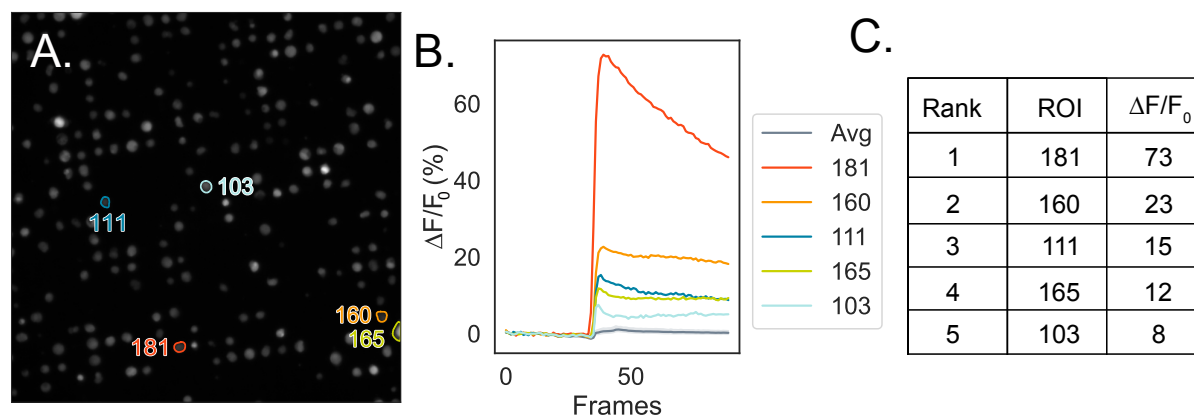 A.
103
111
160
165
181
B.
ΔF/F₀ (%)
60
40
20
0
0 50
Frames
Avg
181
160
111
165
103
C.
Rank ROI ΔF/F₀
1 181 73
2 160 23
3 111 15
4 165 12
5 103 8